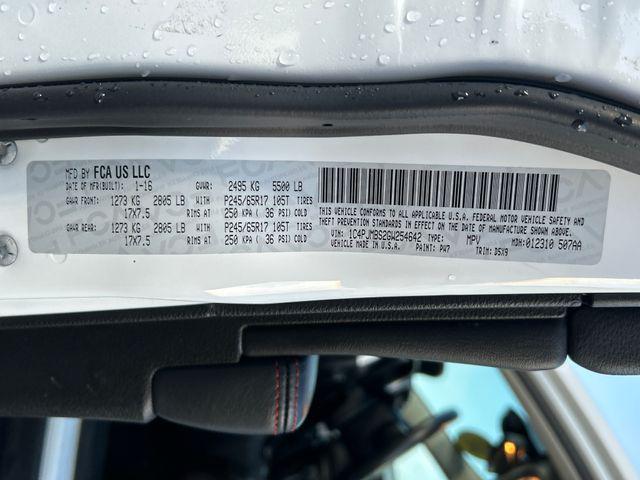 MFD BY FCA US LLC
DATE OF MFR(BUILT) 1-16 GVWR: 2495 KG 5500 LB
GAWR FRONT: 1273 KG 2805 LB WITH P245/65R17 105T TIRES
17X7.5 RIMS AT 250 KPA ( 36 PSI) COLD
GAWR REAR: 1273 KG 2805 LB WITH P245/65R17 105T TIRES
17X7.5 RIMS AT 250 KPA ( 36 PSI) COLD
THIS VEHICLE CONFORMS TO ALL APPLICABLE U.S.A. FEDERAL MOTOR VEHICLE SAFETY AND
THEFT PREVENTION STANDARDS IN EFFECT ON THE DATE OF MANUFACTURE SHOWN ABOVE.
VIN: 1C4PJMBS2GW254642 TYPE: MPV MDH: 012310 507AA
MADE IN U.S.A. PAINT: PW7 TRIM: DSX9